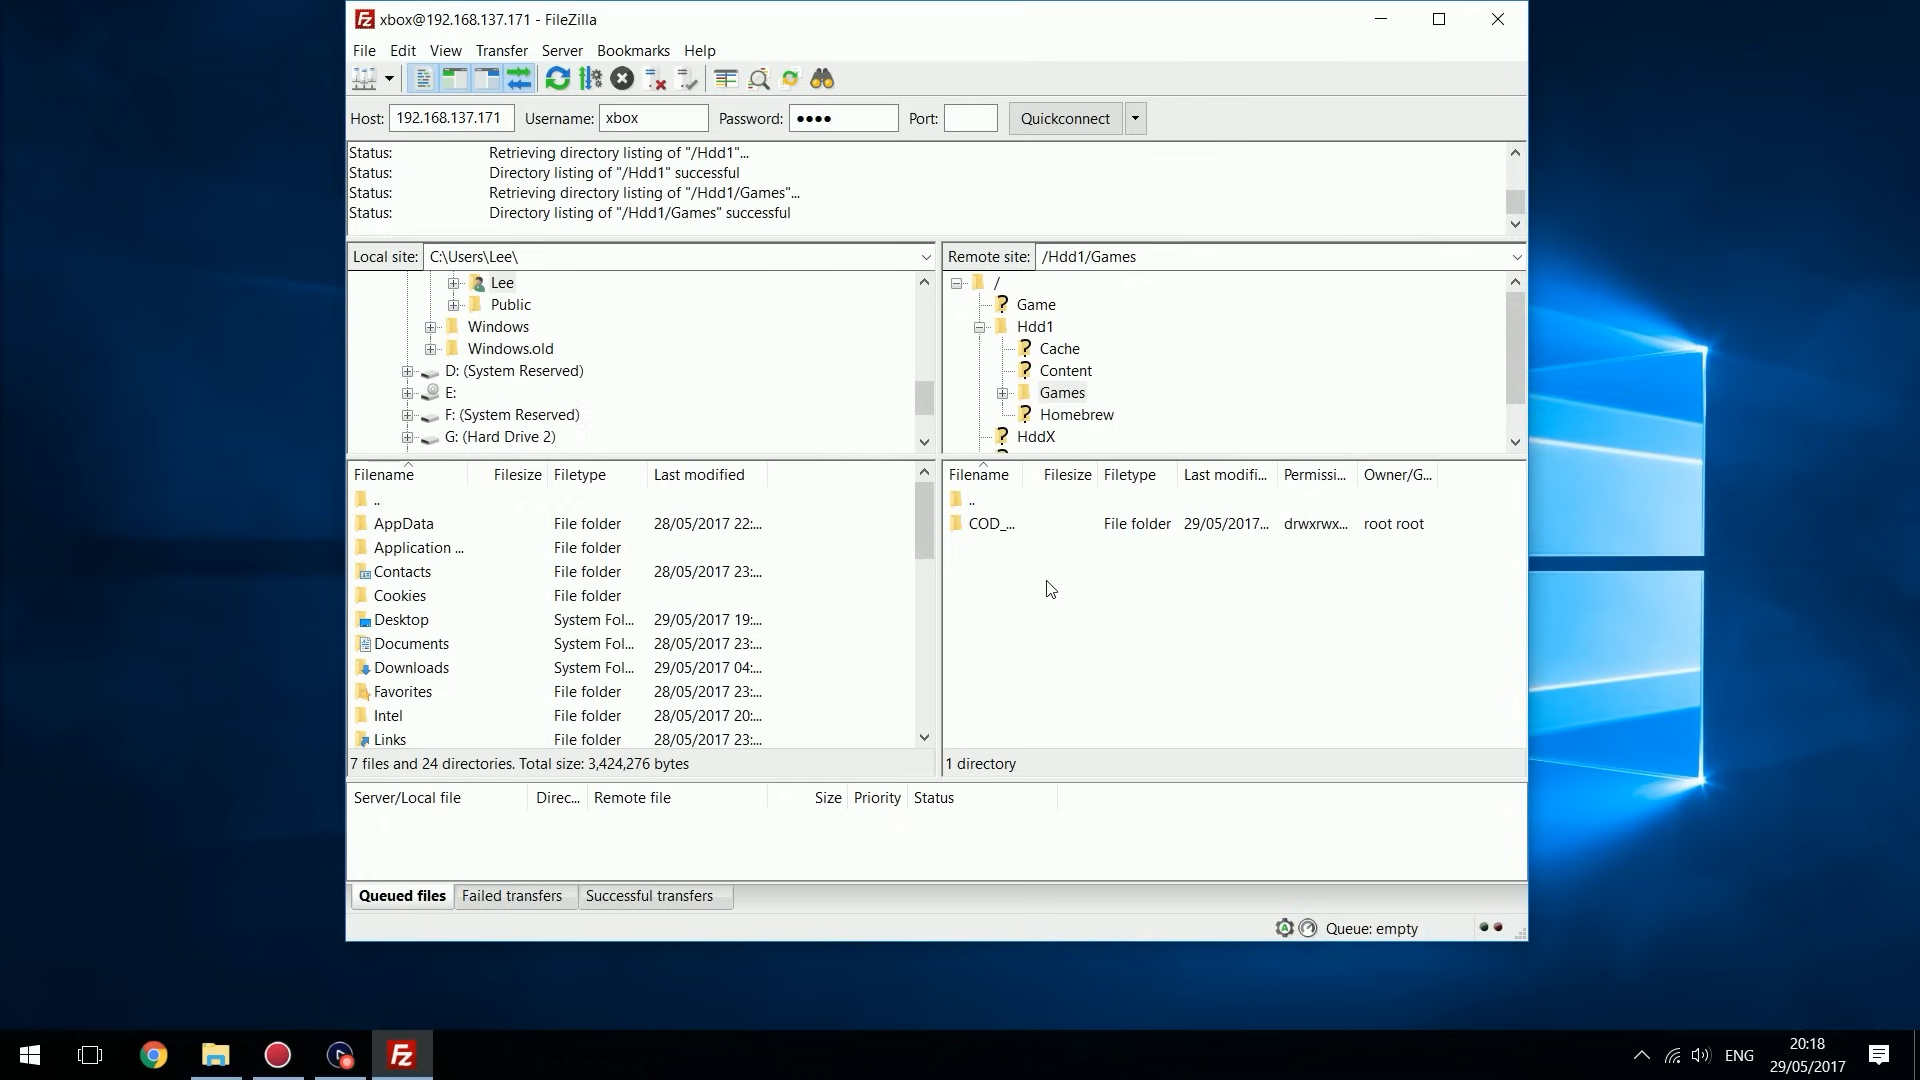 xbox@192.168.137.171 - FileZilla
File Edit View Transfer Server Bookmarks Help
Host: 192.168.137.171 Username: xbox Password: ●●●● Port: Quickconnect
Status: Retrieving directory listing of "/Hdd1"...
Status: Directory listing of "/Hdd1" successful
Status: Retrieving directory listing of "/Hdd1/Games"...
Status: Directory listing of "/Hdd1/Games" successful
Local site: C:\Users\Lee\
Lee
Public
Windows
Windows.old
D: (System Reserved)
E:
F: (System Reserved)
G: (Hard Drive 2)
Remote site: /Hdd1/Games
/
Game
Hdd1
Cache
Content
Games
Homebrew
HddX
Filename Filesize Filetype Last modified
..
AppData File folder 28/05/2017 22:...
Application ... File folder
Contacts File folder 28/05/2017 23:...
Cookies File folder
Desktop System Fol... 29/05/2017 19:...
Documents System Fol... 28/05/2017 23:...
Downloads System Fol... 29/05/2017 04:...
Favorites File folder 28/05/2017 23:...
Intel File folder 28/05/2017 20:...
Links File folder 28/05/2017 23:...
7 files and 24 directories. Total size: 3,424,276 bytes
Filename Filesize Filetype Last modifi... Permissi... Owner/G...
..
COD_... File folder 29/05/2017... drwxrwx... root root
1 directory
Server/Local file Direc... Remote file Size Priority Status
Queued files Failed transfers Successful transfers
Queue: empty
ENG
20:18
29/05/2017